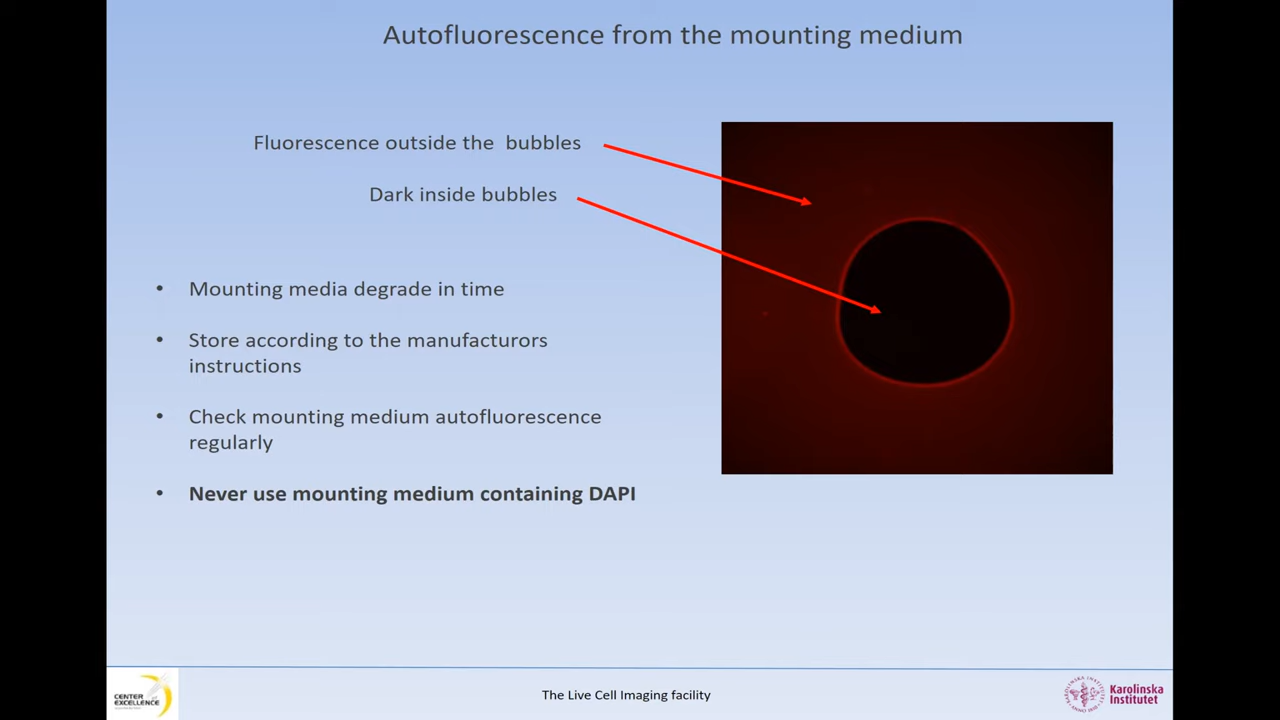 Autofluorescence from the mounting medium
Fluorescence outside the bubbles
Dark inside bubbles
• Mounting media degrade in time
• Store according to the manufacturors
instructions
• Check mounting medium autofluorescence
regularly
• Never use mounting medium containing DAPI
CENTER
EXCELLENCE
The Live Cell Imaging facility
Karolinska
Institutet